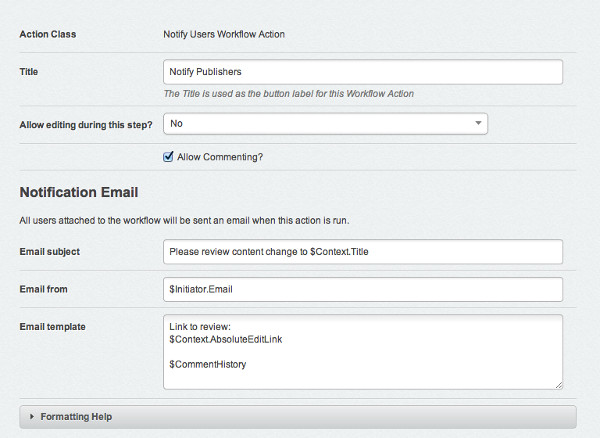 Action Class Notify Users Workflow Action
Title Notify Publishers
The Title is used as the button label for this Workflow Action
Allow editing during this step? No
Allow Commenting?
Notification Email
All users attached to the workflow will be sent an email when this action is run.
Email subject Please review content change to $Context.Title
Email from $Initiator.Email
Email template Link to review:
$Context.AbsoluteEditLink
$CommentHistory
Formatting Help